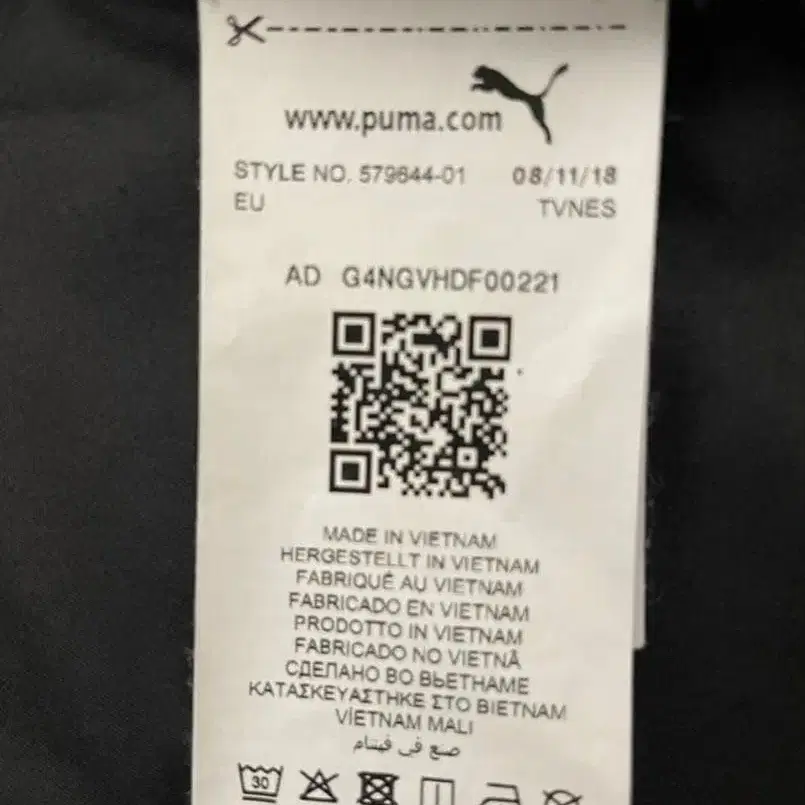 www.puma.com
STYLE NO. 579644-01 08/11/18
EU TVNES
AD G4NGVHDF00221
MADE IN VIETNAM
HERGESTELLT IN VIETNAM
FABRIQUÉ AU VIETNAM
FABRICADO EN VIETNAM
PRODOTTO IN VIETNAM
FABRICADO NO VIETNÃ
СДЕЛАНО ВО ВЬЕТНАМЕ
ΚΑΤΑΣΚΕΥΑΣΤΗΚΕ ΣΤΟ ΒΙΕΤΝΑΜ
VİETNAM MALI
صنع في فيتنام
30